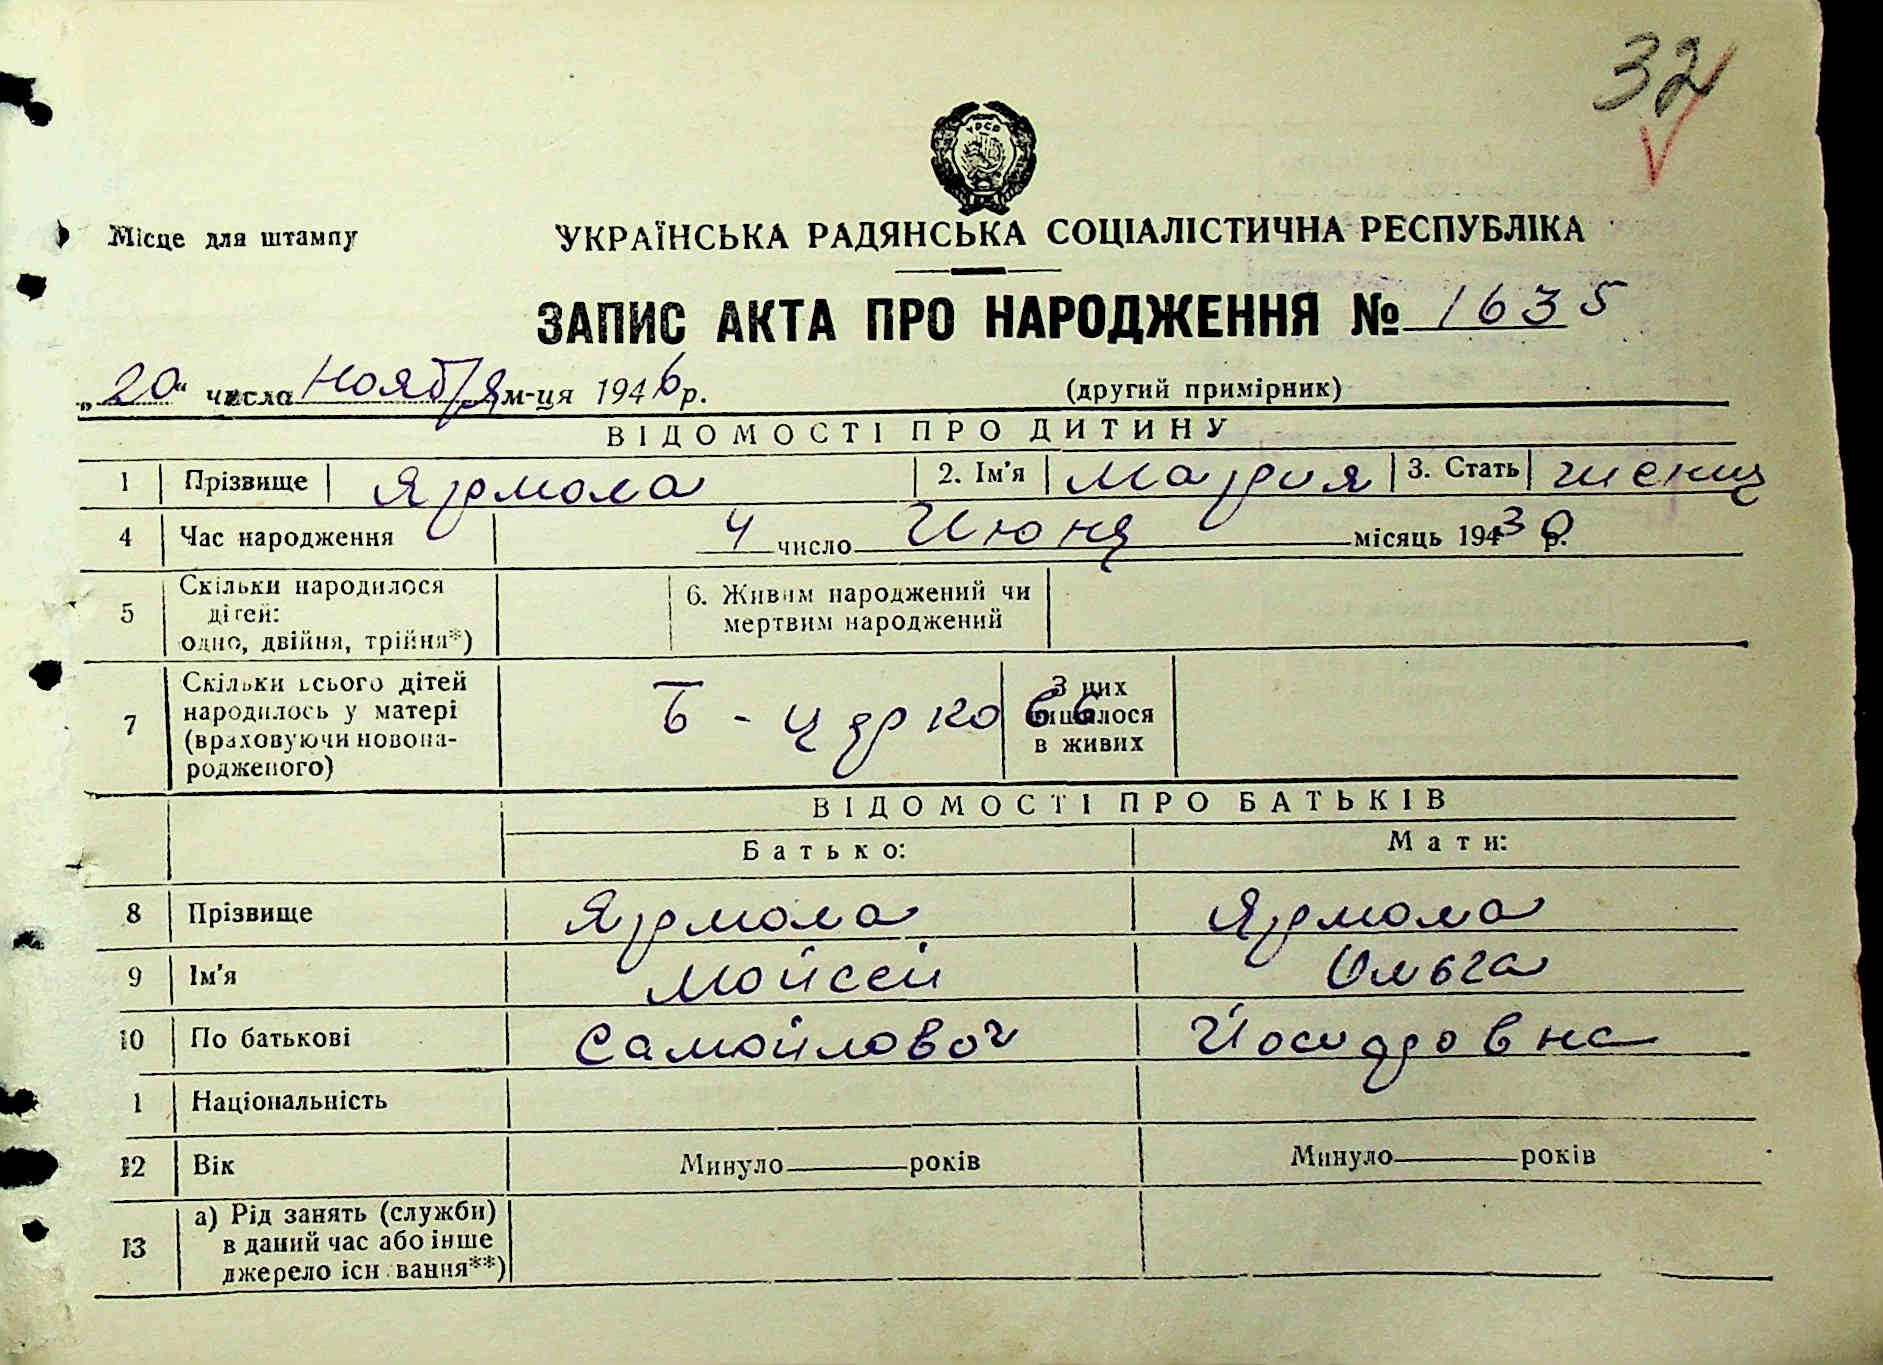 32
Місце для штампу
УКРАЇНСЬКА РАДЯНСЬКА СОЦІАЛІСТИЧНА РЕСПУБЛІКА
ЗАПИС АКТА ПРО НАРОДЖЕННЯ № 1635
„20“ числа Ноября м-ця 1946 р. (другий примірник)
ВІДОМОСТІ ПРО ДИТИНУ
1 Прізвище Ярмола 2. Ім'я Мария 3. Стать
4 Час народження 4 число Июня місяць 1930 р.
5 Скільки народилося дітей: одно, двійня, трійня*) 6. Живим народжений чи мертвим народжений
7 Скільки всього дітей народилось у матері (враховуючи новонародженого) Б-Церковь З них лишилося в живих
ВІДОМОСТІ ПРО БАТЬКІВ
Батько: Мати:
8 Прізвище Ярмола Ярмола
9 Ім'я Мойсей Ольга
10 По батькові Самойлович
1 Національність
12 Вік Минуло років Минуло років
13 а) Рід занять (служби) в даний час або інше джерело існ вання**)